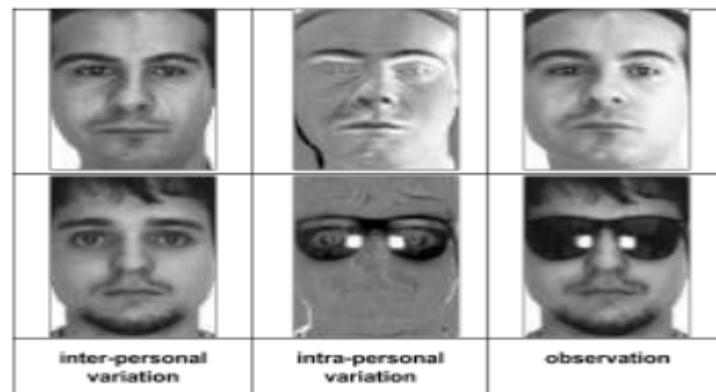 inter-personal
variation
intra-personal
variation
observation